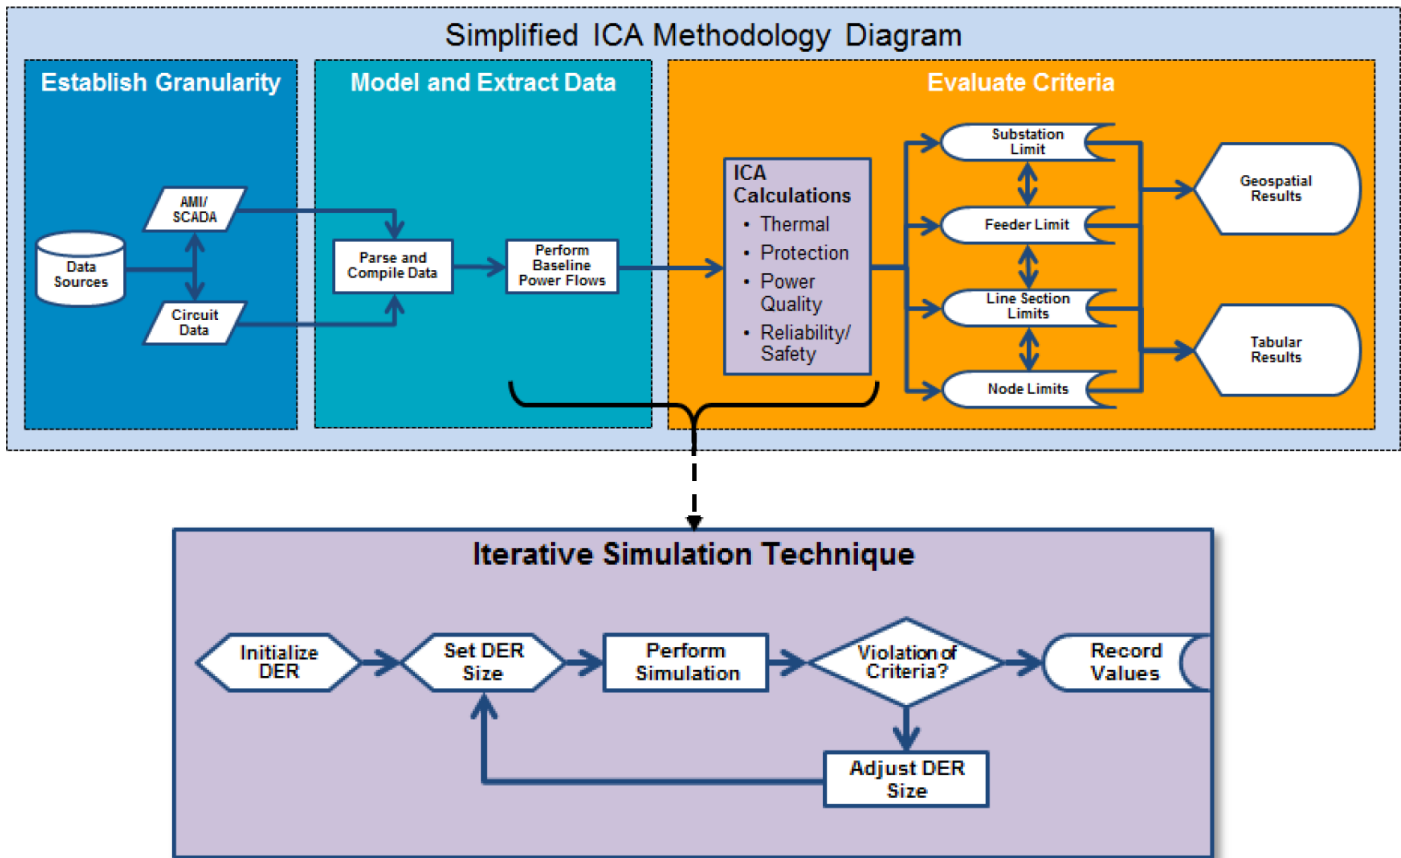 Simplified ICA Methodology Diagram
Establish Granularity
Data
Sources
AMI/
SCADA
Circuit
Data
Model and Extract Data
Parse and
Compile Data
Perform
Baseline
Power Flows
Evaluate Criteria
ICA
Calculations
• Thermal
• Protection
• Power
Quality
• Reliability/
Safety
Substation
Limit
Feeder Limit
Line Section
Limits
Node Limits
Geospatial
Results
Tabular
Results
Iterative Simulation Technique
Initialize
DER
Set DER
Size
Perform
Simulation
Violation of
Criteria?
Record
Values
Adjust DER
Size